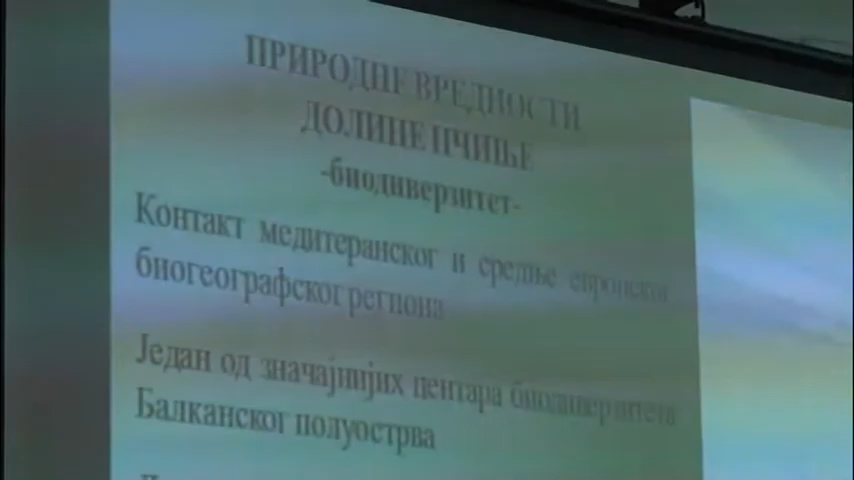 ПРИРОДНЕ ВРЕДНОСТИ
ДОЛИНЕ ПЧИЊЕ
-биодиверзитет-
Контакт медитеранског и средње европског
биогеографског региона
Један од значајнијих центара биодиверзитета
Балканског полуострва